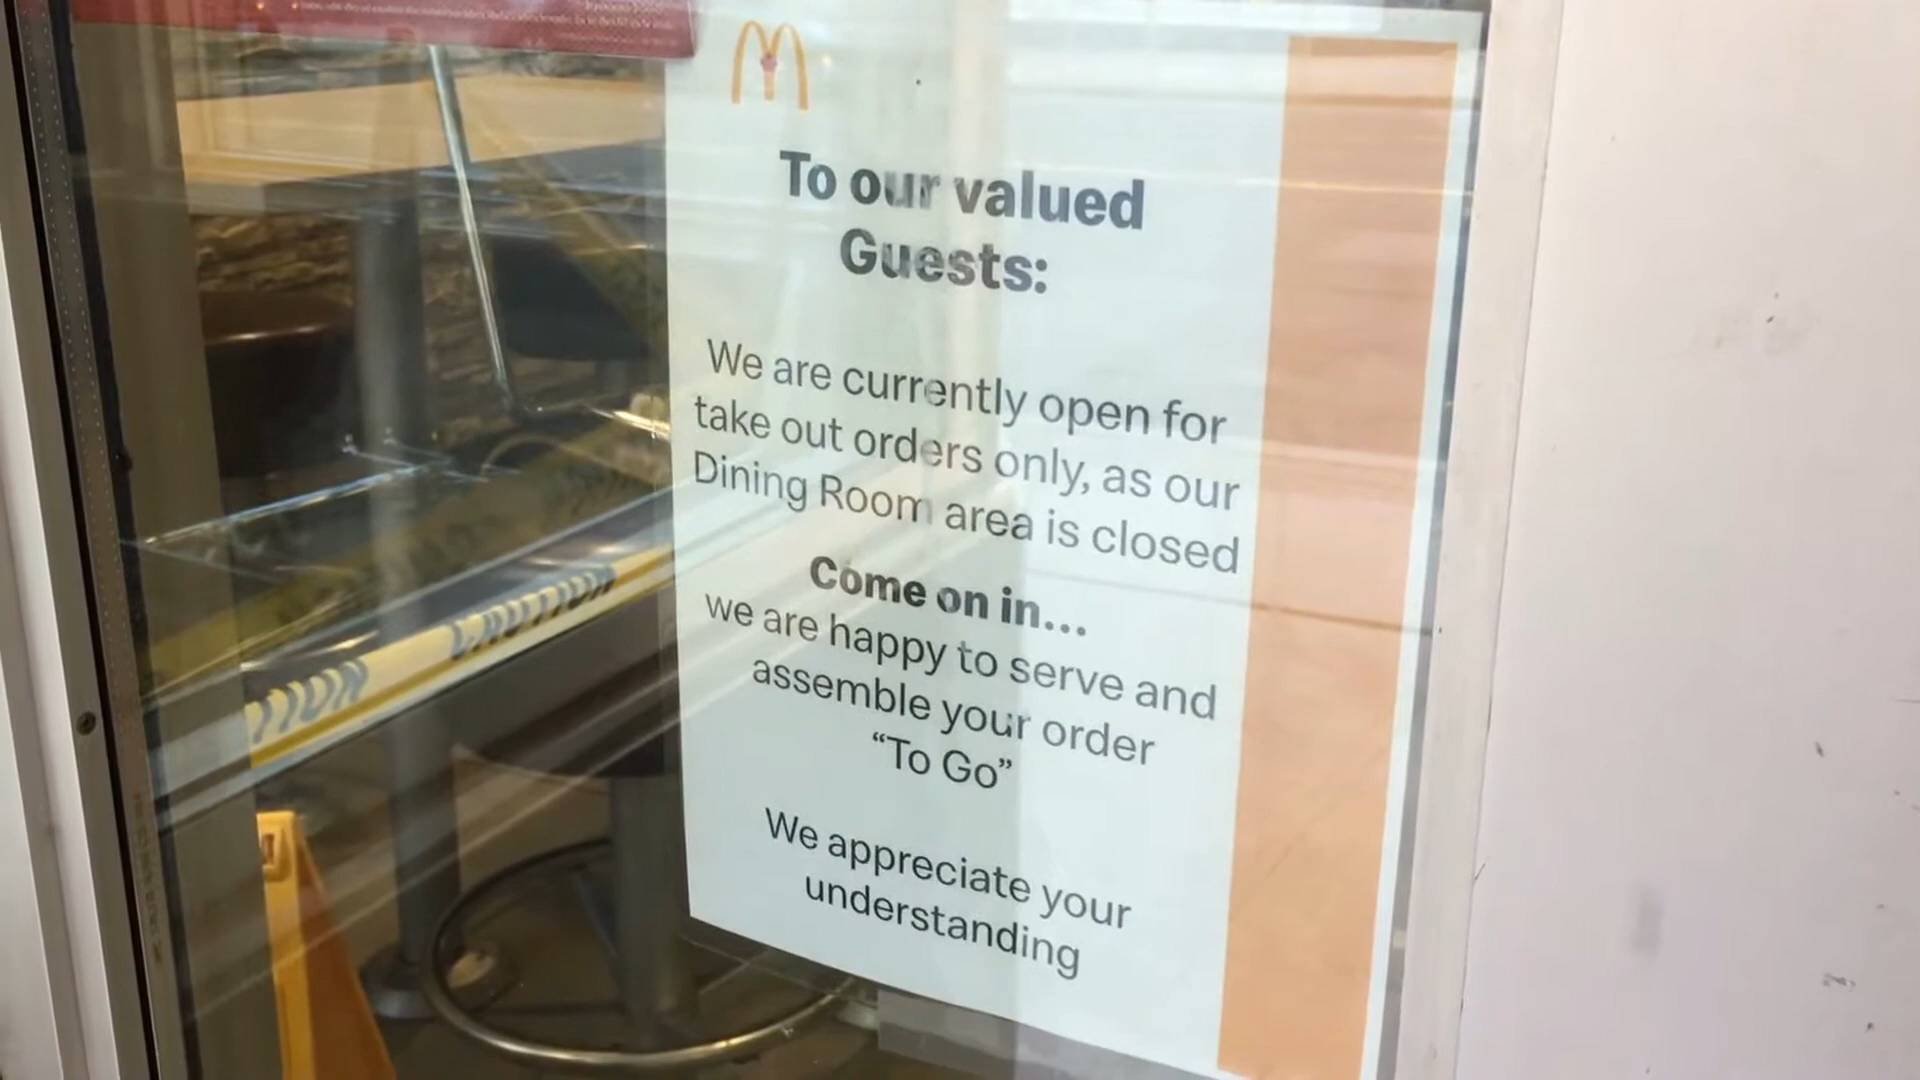 To our valued
Guests:
We are currently open for
take out orders only, as our
Dining Room area is closed
Come on in...
we are happy to serve and
assemble your order
“To Go”
We appreciate your
understanding
TION CAUTION